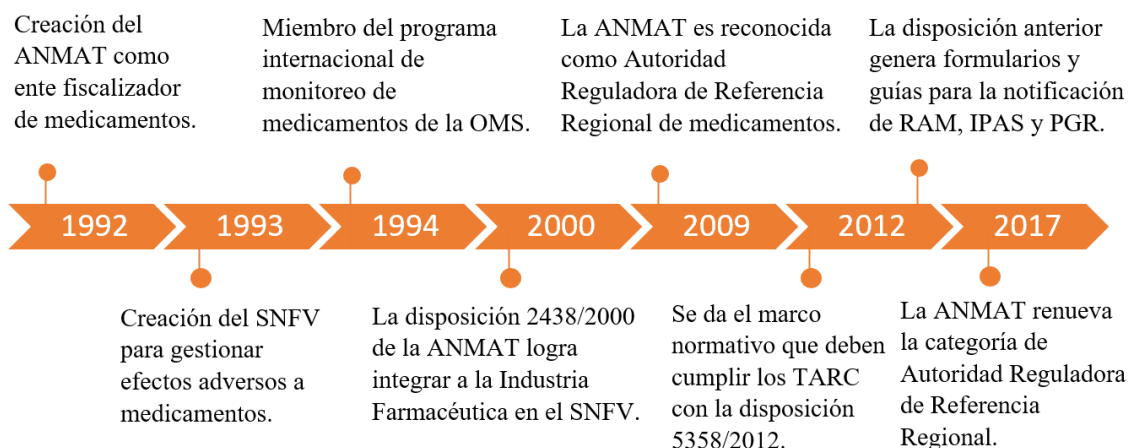 Creación del
ANMAT como
ente fiscalizador
de medicamentos.
Miembro del programa
internacional de
monitoreo de
medicamentos de la OMS.
La ANMAT es reconocida
como Autoridad
Reguladora de Referencia
Regional de medicamentos.
La disposición anterior
genera formularios y
guías para la notificación
de RAM, IPAS y PGR.
1992
1993
1994
2000
2009
2012
2017
Creación del SNFV
para gestionar
efectos adversos a
medicamentos.
La disposición 2438/2000
de la ANMAT logra
integrar a la Industria
Farmacéutica en el SNFV.
Se da el marco
normativo que deben
cumplir los TARC
con la disposición
5358/2012.
La ANMAT renueva
la categoría de
Autoridad Reguladora
de Referencia
Regional.